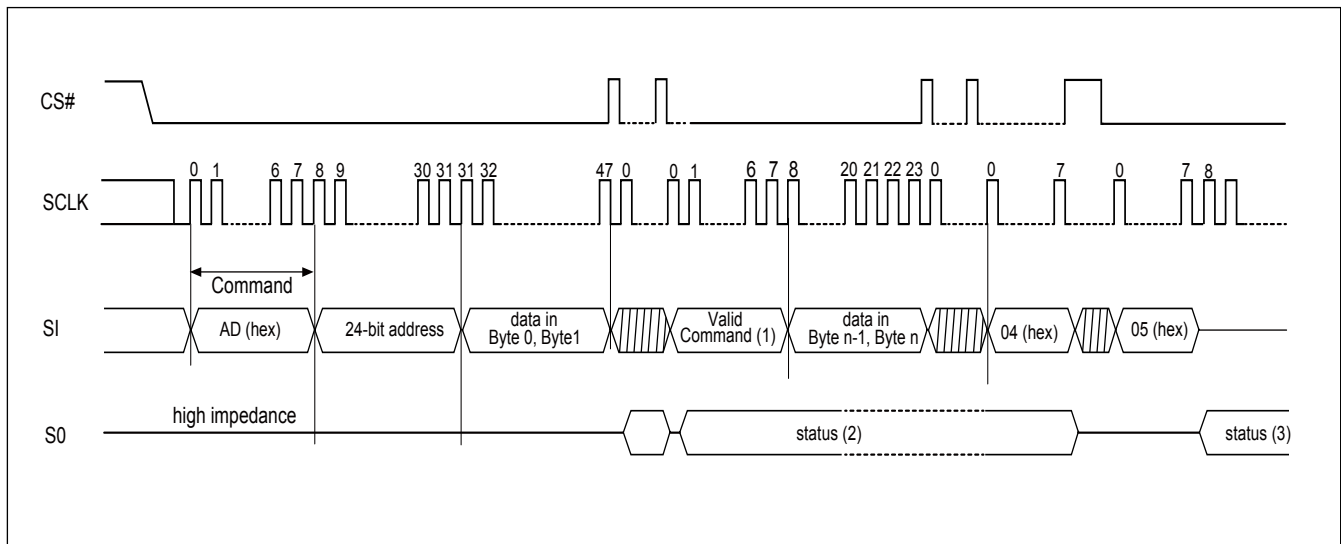 CS#
0 1 6 7 8 9 30 31 31 32 47 0 0 1 6 7 8 20 21 22 23 0 0 7 0 7 8
SCLK
Command
SI
AD (hex)
24-bit address
data in
Byte 0, Byte1
Valid
Command (1)
data in
Byte n-1, Byte n
04 (hex)
05 (hex)
high impedance
S0
status (2)
status (3)